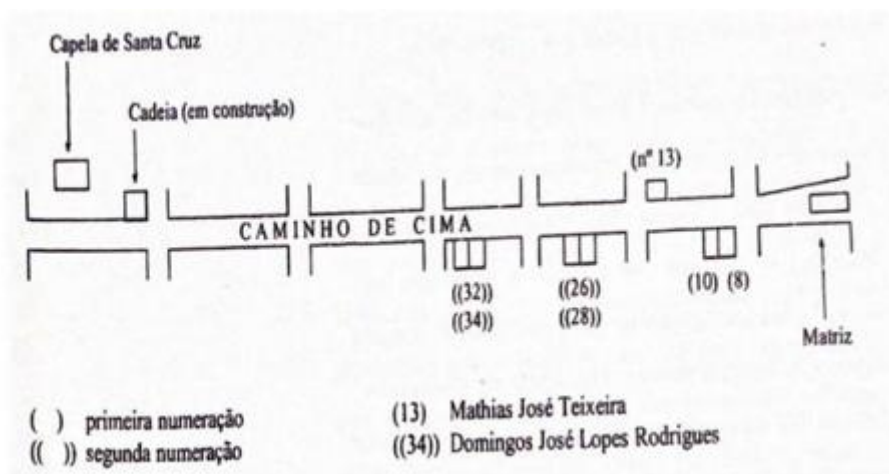 Capela de Santa Cruz
Cadeia (em construção)
(nº 13)
CAMINHO DE CIMA
((32)) ((26)) (10) (8)
((34)) ((28))
Matriz
( ) primeira numeração
(( )) segunda numeração
(13) Mathias José Teixeira
((34)) Domingos José Lopes Rodrigues